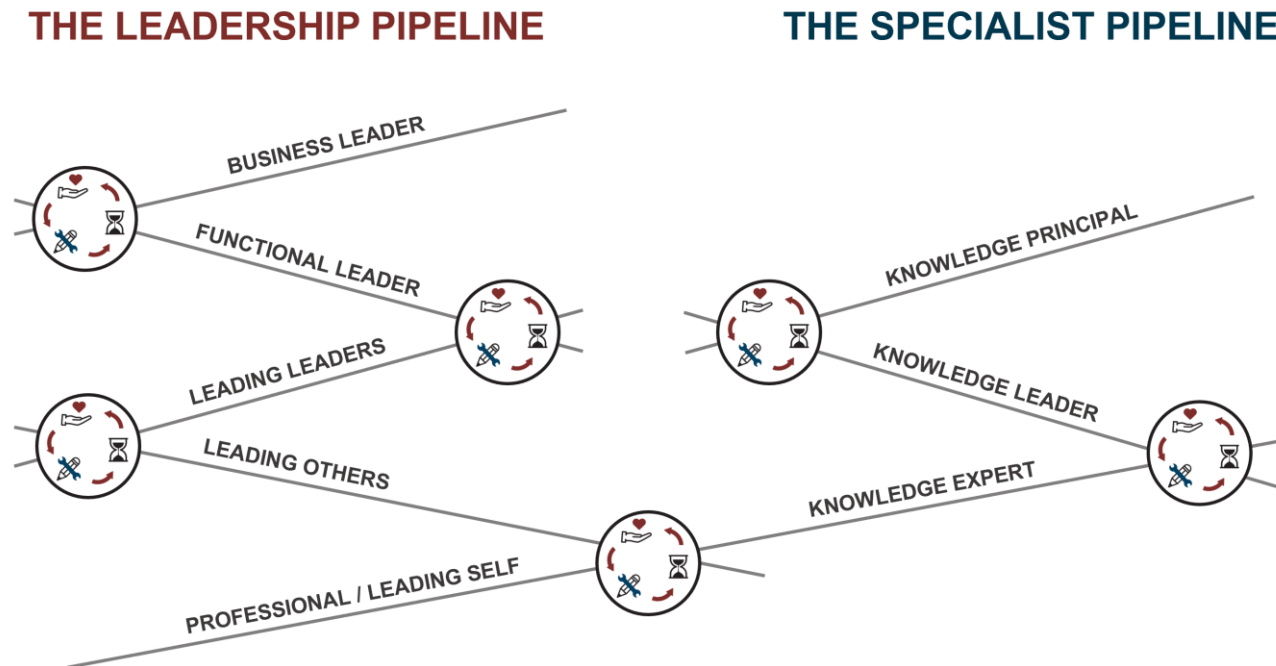 THE LEADERSHIP PIPELINE
THE SPECIALIST PIPELINE
BUSINESS LEADER
FUNCTIONAL LEADER
LEADING LEADERS
LEADING OTHERS
PROFESSIONAL / LEADING SELF
KNOWLEDGE PRINCIPAL
KNOWLEDGE LEADER
KNOWLEDGE EXPERT